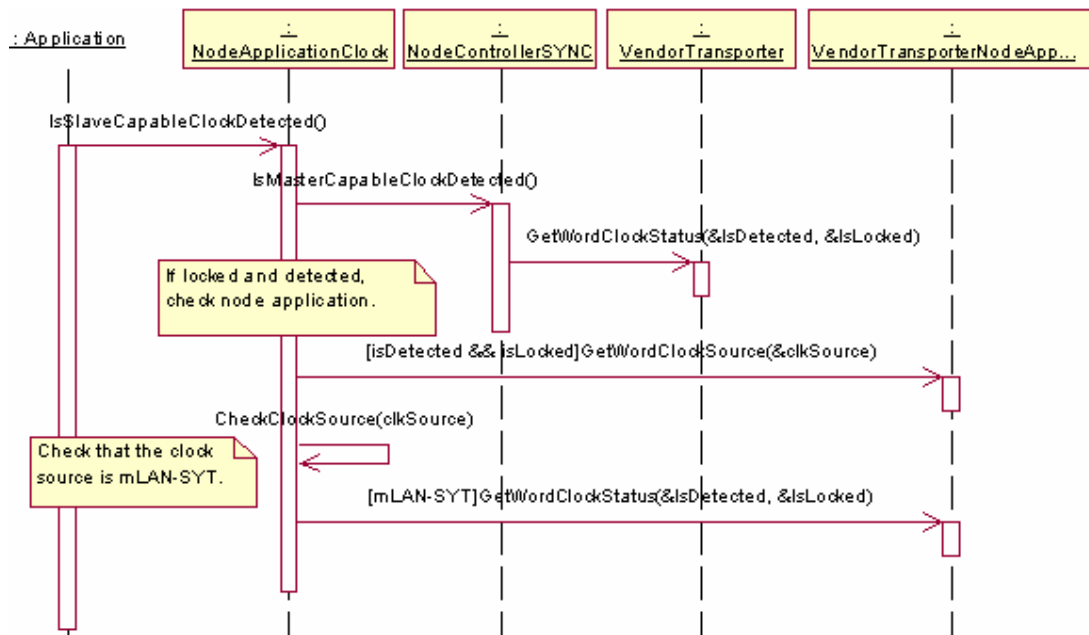 : Application
:
NodeApplicationClock
:
NodeControllerSYNC
:
VendorTransporter
:
VendorTransporterNodeApp...
IsSlaveCapableClockDetected()
IsMasterCapableClockDetected()
GetWordClockStatus(&IsDetected, &IsLocked)
If locked and detected,
check node application.
[isDetected && isLocked]GetWordClockSource(&clkSource)
CheckClockSource(clkSource)
Check that the clock
source is mLAN-SYT.
[mLAN-SYT]GetWordClockStatus(&IsDetected, &IsLocked)